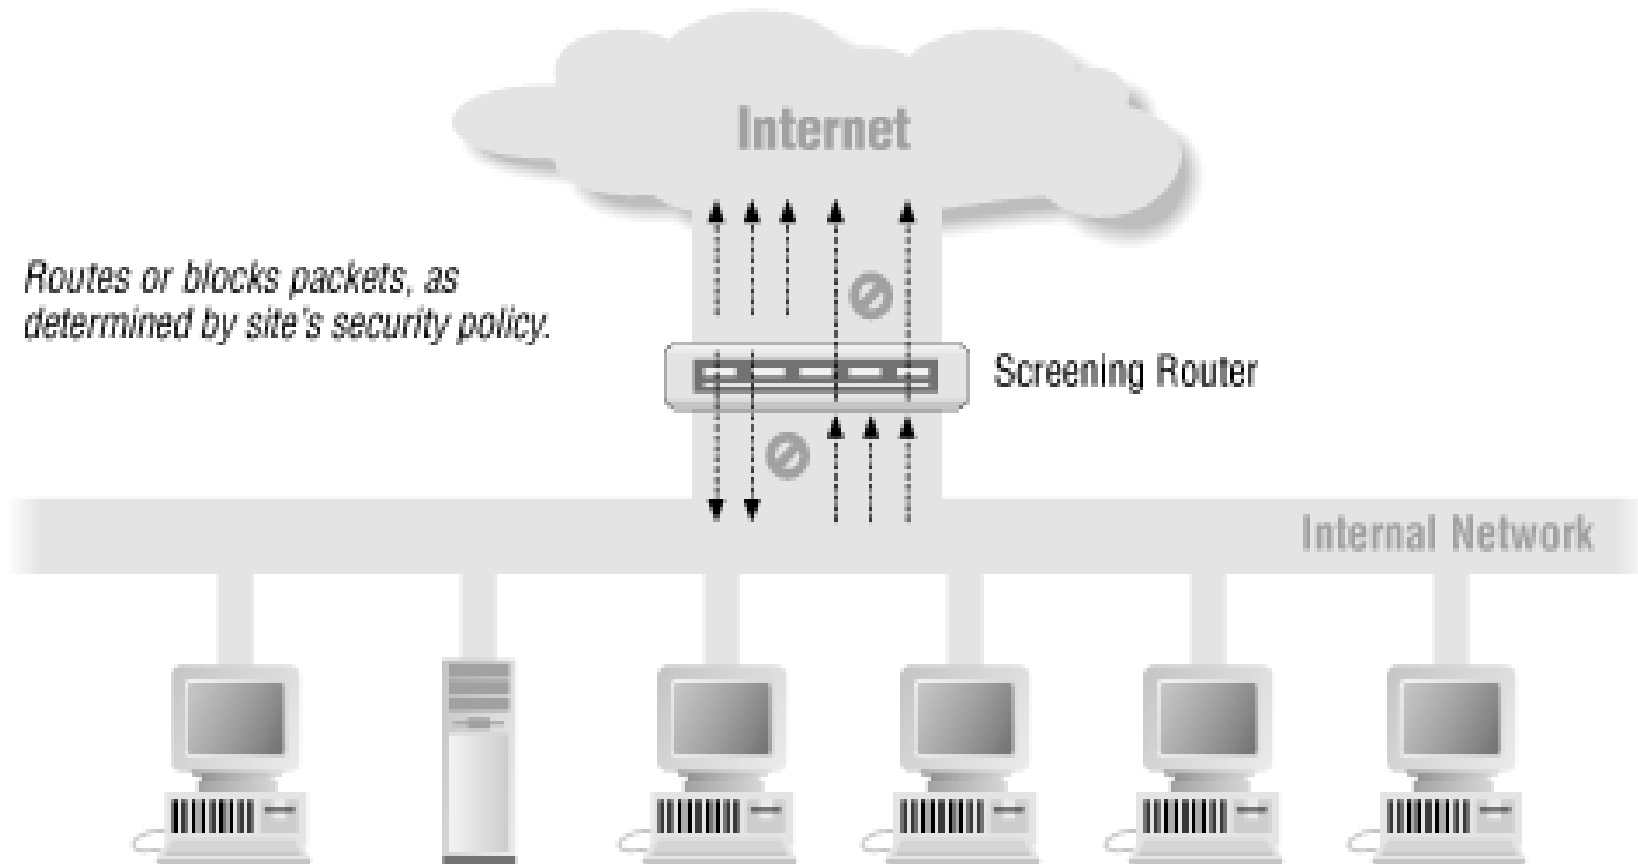 Internet
Routes or blocks packets, as
determined by site's security policy.
Screening Router
Internal Network